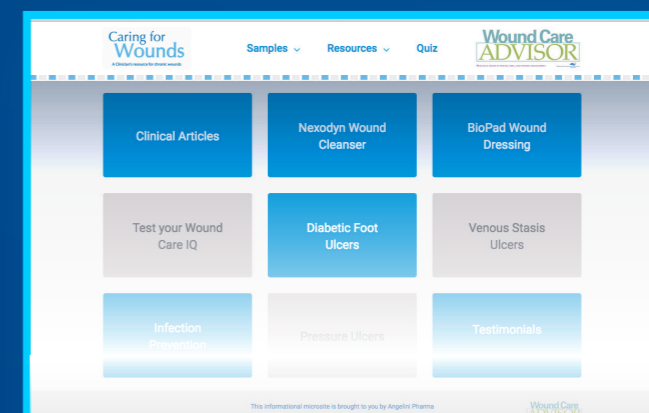 Caring for
Wounds
A Clinician's resource for chronic wounds
Samples
Resources
Quiz
Wound Care
ADVISOR
Clinical Articles
Nexodyn Wound
Cleanser
BioPad Wound
Dressing
Test your Wound
Care IQ
Diabetic Foot
Ulcers
Venous Stasis
Ulcers
Infection
Prevention
Pressure Ulcers
Testimonials
This informational microsite is brought to you by Angelini Pharma
Wound Care
ADVISOR